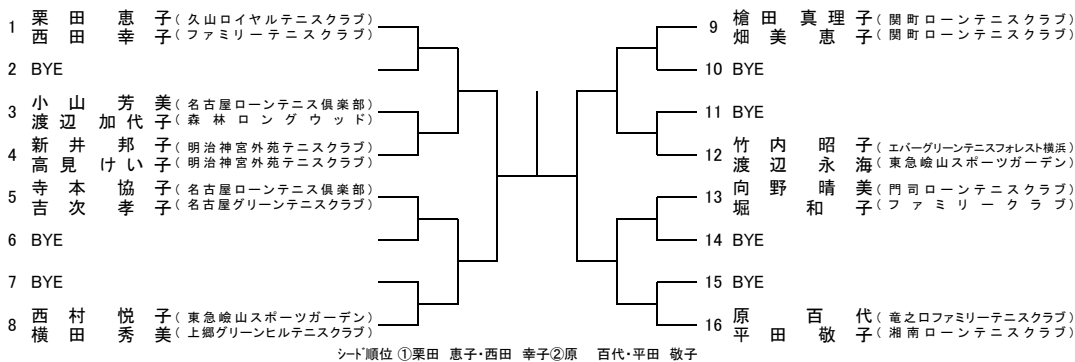 1 栗田 恵子(久山ロイヤルテニスクラブ)
西田 幸子(ファミリーテニスクラブ)
2 BYE
3 小山 芳美(名古屋ローンテニス倶楽部)
渡辺 加代子(森林ロングウッド)
4 新井 邦子(明治神宮外苑テニスクラブ)
高見 けい子(明治神宮外苑テニスクラブ)
5 寺本 協子(名古屋ローンテニス倶楽部)
吉次 孝子(名古屋グリーンテニスクラブ)
6 BYE
7 BYE
8 西村 悦子(東急嶮山スポーツガーデン)
横田 秀美(上郷グリーンヒルテニスクラブ)
9 槍田 真理子(関町ローンテニスクラブ)
畑 美恵子(関町ローンテニスクラブ)
10 BYE
11 BYE
12 竹内 昭子(エバーグリーンテニスフォレスト横浜)
渡辺 永海(東急嶮山スポーツガーデン)
13 向野 晴美(門司ローンテニスクラブ)
堀 和子(ファミリークラブ)
14 BYE
15 BYE
16 原 百代(竜之口ファミリーテニスクラブ)
平田 敬子(湘南ローンテニスクラブ)
シード順位 ①栗田 恵子・西田 幸子②原 百代・平田 敬子